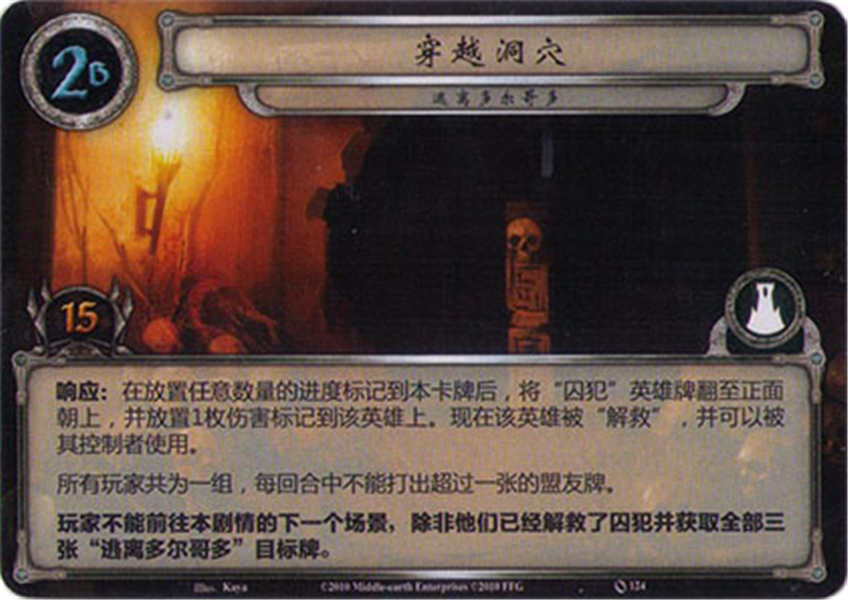 2B
穿越洞穴
逃离多尔哥多
15
响应：在放置任意数量的进度标记到本卡牌后，将“囚犯”英雄牌翻至正面
朝上，并放置1枚伤害标记到该英雄上。现在该英雄被“解救”，并可以被
其控制者使用。
所有玩家共为一组，每回合中不能打出超过一张的盟友牌。
玩家不能前往本剧情的下一个场景，除非他们已经解救了囚犯并获取全部三
张“逃离多尔哥多”目标牌。
Illus. Kaya ©2010 Middle-earth Enterprises ©2010 FFG 124